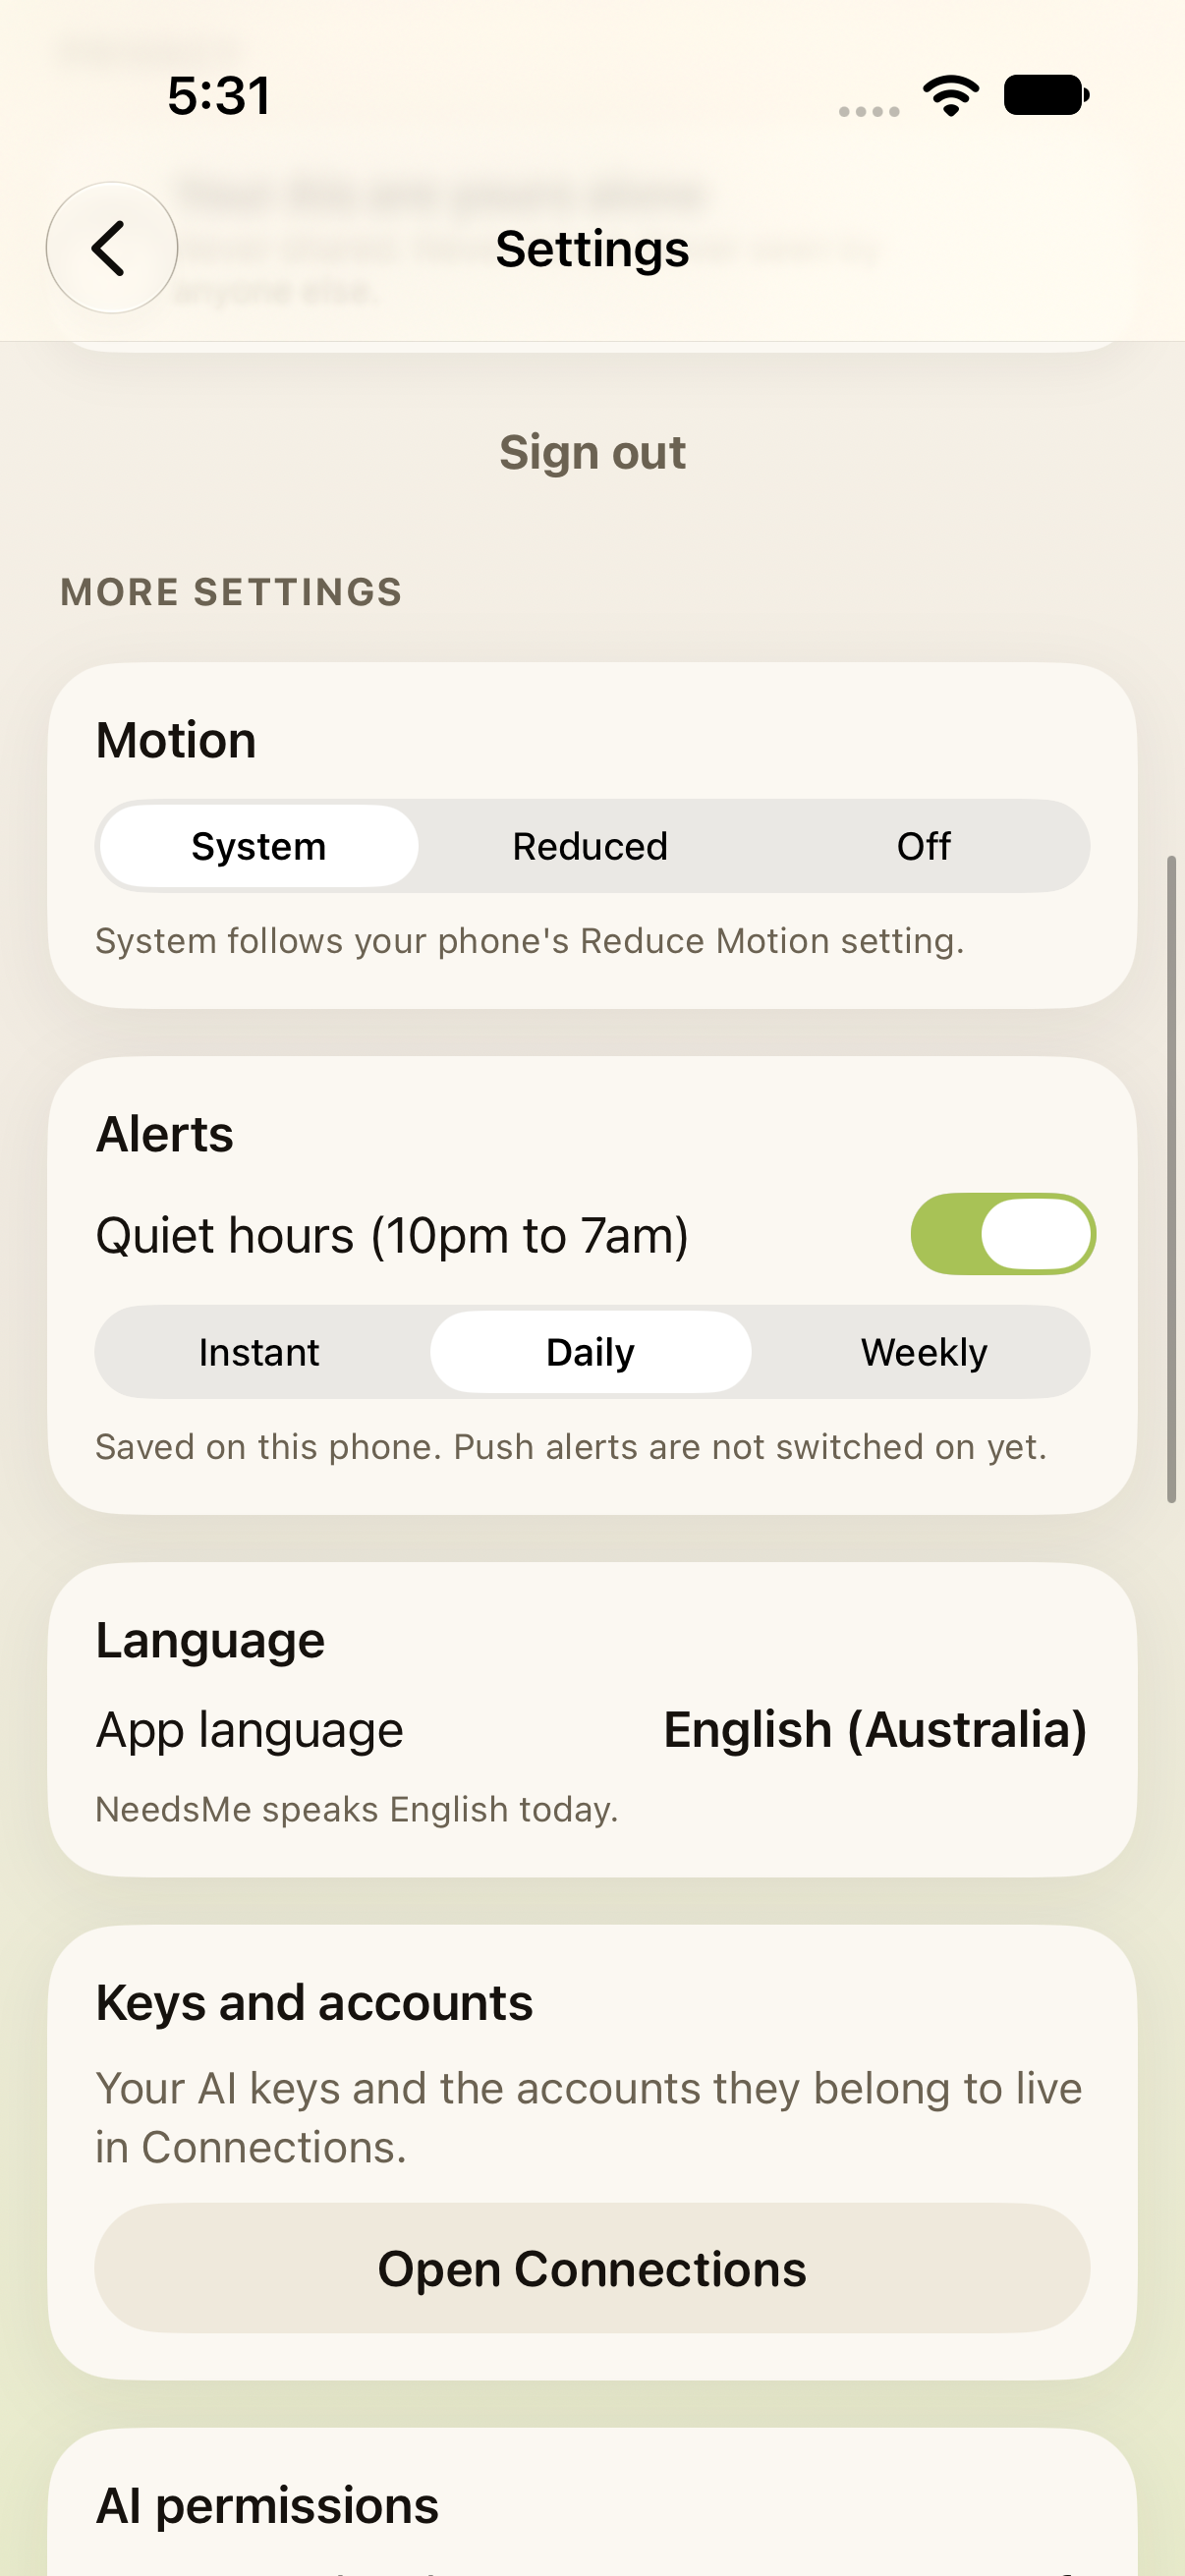 5:31
Settings
anyone else.
Sign out
MORE SETTINGS
Motion
System
Reduced
Off
System follows your phone's Reduce Motion setting.
Alerts
Quiet hours (10pm to 7am)
Instant
Daily
Weekly
Saved on this phone. Push alerts are not switched on yet.
Language
App language
English (Australia)
NeedsMe speaks English today.
Keys and accounts
Your AI keys and the accounts they belong to live
in Connections.
Open Connections
AI permissions